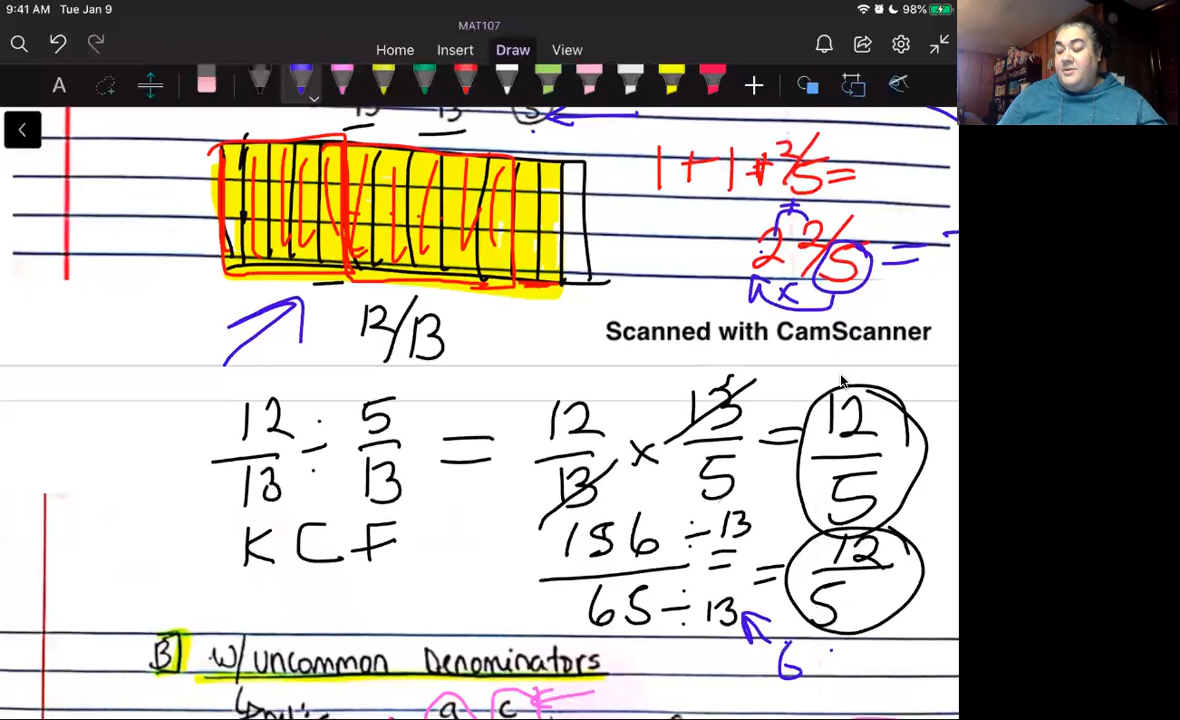 9:41 AM Tue Jan 9
98%
MAT107
Home Insert Draw View
A
13 13 5
1 + 1 + 2/5 =
+
2 2/5 =
x
12/13
Scanned with CamScanner
12/13 ÷ 5/13 = 12/13 x 13/5 = 12/5
K C F
156 ÷ 13 = = 12
65 ÷ 13 5
6
B] w/ uncommon Denominators
a c